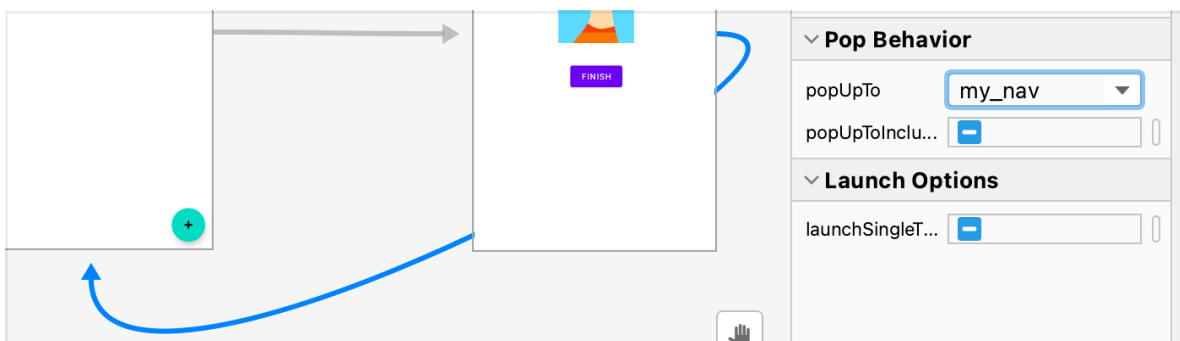 FINISH
+
Pop Behavior
popUpTo
my_nav
popUpToInclu...
Launch Options
launchSingleT...